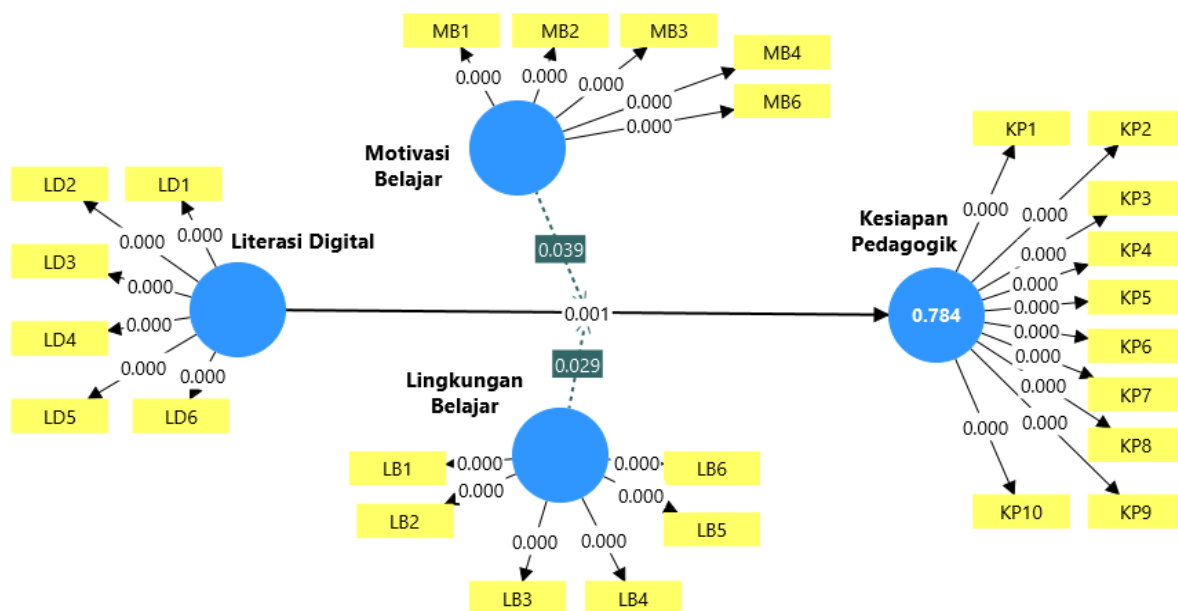 MB1
MB2
MB3
MB4
MB6
0.000
0.000
0.000
0.000
0.000
Motivasi
Belajar
0.039
LD2
LD1
LD3
LD4
LD5
LD6
0.000
0.000
0.000
0.000
0.000
0.000
Literasi Digital
0.001
Lingkungan
Belajar
0.029
LB1
LB2
LB3
LB4
LB5
LB6
0.000
0.000
0.000
0.000
0.000
0.000
Kesiapan
Pedagogik
0.784
KP1
KP2
KP3
KP4
KP5
KP6
KP7
KP8
KP9
KP10
0.000
0.000
0.000
0.000
0.000
0.000
0.000
0.000
0.000
0.000